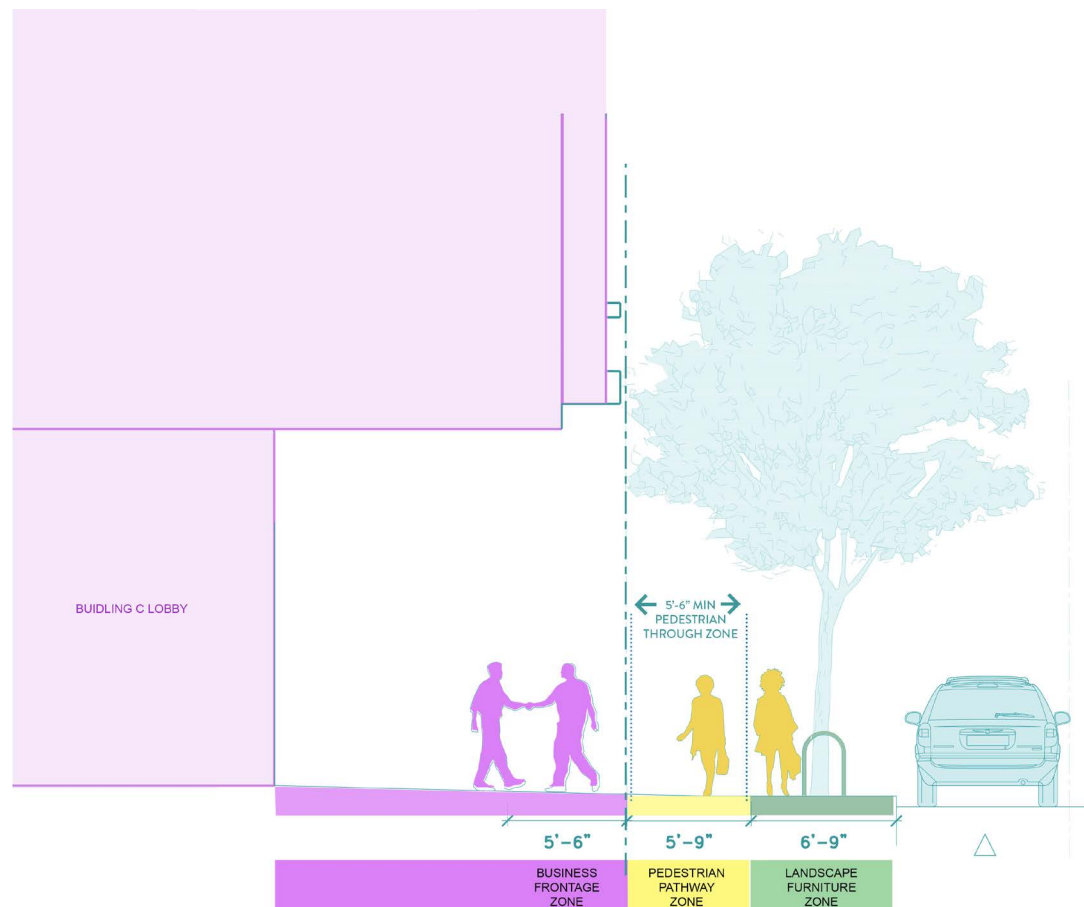 5'-6" MIN
PEDESTRIAN
THROUGH ZONE
BUIDLING C LOBBY
5'-6"
5'-9"
6'-9"
BUSINESS
FRONTAGE
ZONE
PEDESTRIAN
PATHWAY
ZONE
LANDSCAPE
FURNITURE
ZONE